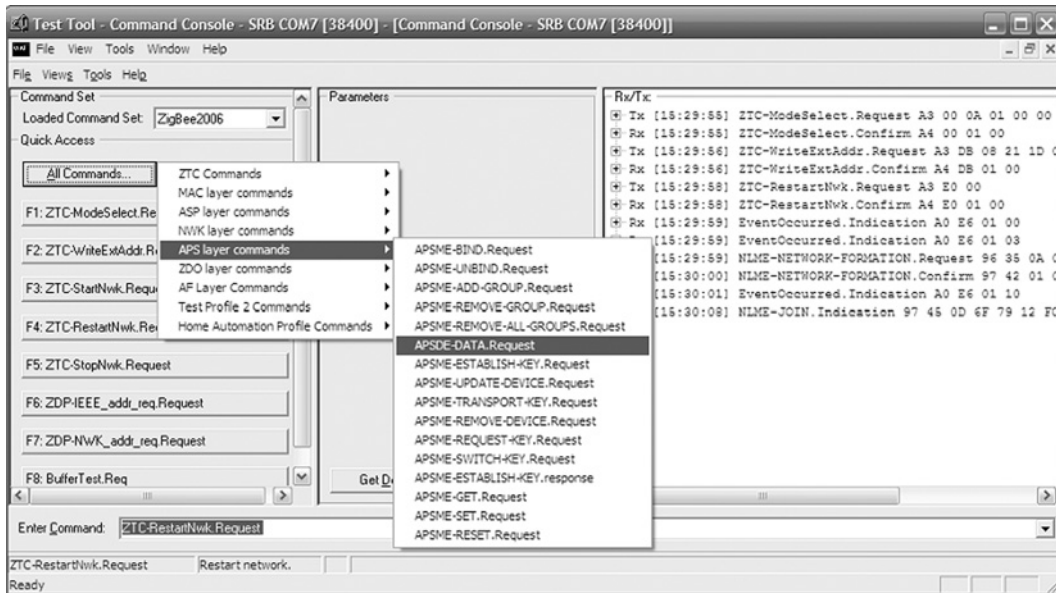 Test Tool - Command Console - SRB COM7 [38400] - [Command Console - SRB COM7 [38400]]
File View Tools Window Help
File Views Tools Help
Command Set
Loaded Command Set: ZigBee2006
Quick Access
All Commands...
F1: ZTC-ModeSelect.Re
F2: ZTC-WriteExtAddr.R
F3: ZTC-StartNwk.Reque
F4: ZTC-RestartNwk.Re
F5: ZTC-StopNwk.Request
F6: ZDP-IEEE_addr_req.Request
F7: ZDP-NWK_addr_req.Request
F8: BufferTest.Req
ZTC Commands
MAC layer commands
ASP layer commands
NWK layer commands
APS layer commands
ZDO layer commands
AF Layer Commands
Test Profile 2 Commands
Home Automation Profile Commands
APSME-BIND.Request
APSME-UNBIND.Request
APSME-ADD-GROUP.Request
APSME-REMOVE-GROUP.Request
APSME-REMOVE-ALL-GROUPS.Request
APSDE-DATA.Request
APSME-ESTABLISH-KEY.Request
APSME-UPDATE-DEVICE.Request
APSME-TRANSPORT-KEY.Request
APSME-REMOVE-DEVICE.Request
APSME-REQUEST-KEY.Request
APSME-SWITCH-KEY.Request
APSME-ESTABLISH-KEY.response
APSME-GET.Request
APSME-SET.Request
APSME-RESET.Request
Parameters
Get D
Rx/Tx:
Tx [15:29:55] ZTC-ModeSelect.Request A3 00 0A 01 00 00
Rx [15:29:55] ZTC-ModeSelect.Confirm A4 00 01 00
Tx [15:29:56] ZTC-WriteExtAddr.Request A3 DB 08 21 1D
Rx [15:29:56] ZTC-WriteExtAddr.Confirm A4 DB 01 00
Tx [15:29:58] ZTC-RestartNwk.Request A3 E0 00
Rx [15:29:58] ZTC-RestartNwk.Confirm A4 E0 01 00
Rx [15:29:59] EventOccurred.Indication A0 E6 01 00
[15:29:59] EventOccurred.Indication A0 E6 01 03
[15:29:59] NLME-NETWORK-FORMATION.Request 96 35 0A
[15:30:00] NLME-NETWORK-FORMATION.Confirm 97 42 01
[15:30:01] EventOccurred.Indication A0 E6 01 10
[15:30:08] NLME-JOIN.Indication 97 45 0D 6F 79 12
Enter Command: ZTC-RestartNwk.Request
ZTC-RestartNwk.Request Restart network.
Ready